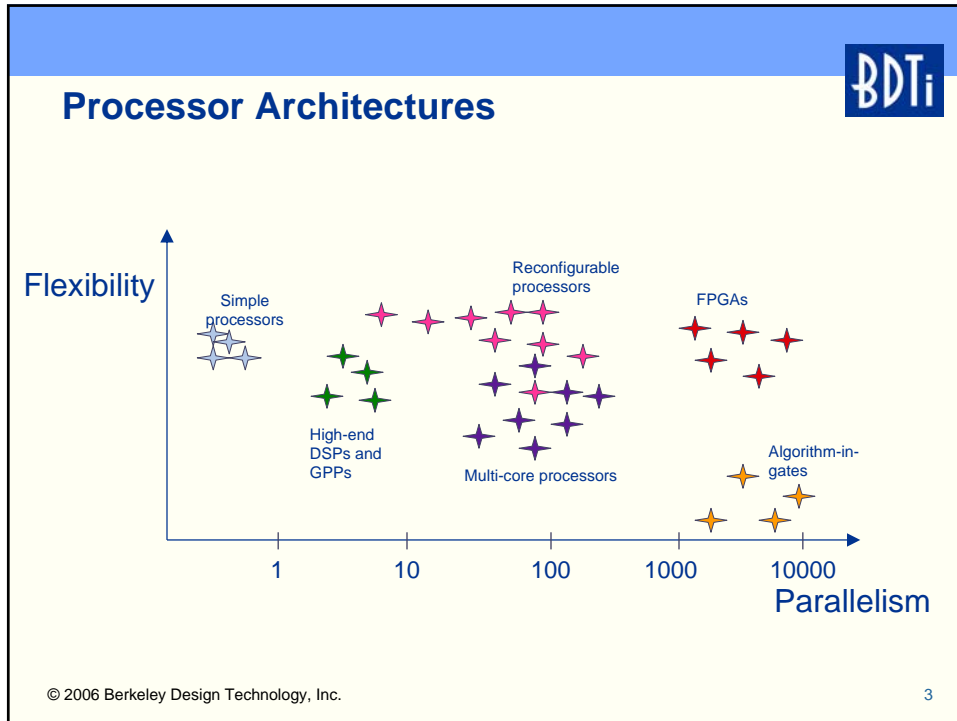 BDTi
Processor Architectures
Flexibility
Simple
processors
Reconfigurable
processors
FPGAs
High-end
DSPs and
GPPs
Multi-core processors
Algorithm-in-
gates
1 10 100 1000 10000
Parallelism
© 2006 Berkeley Design Technology, Inc. 3